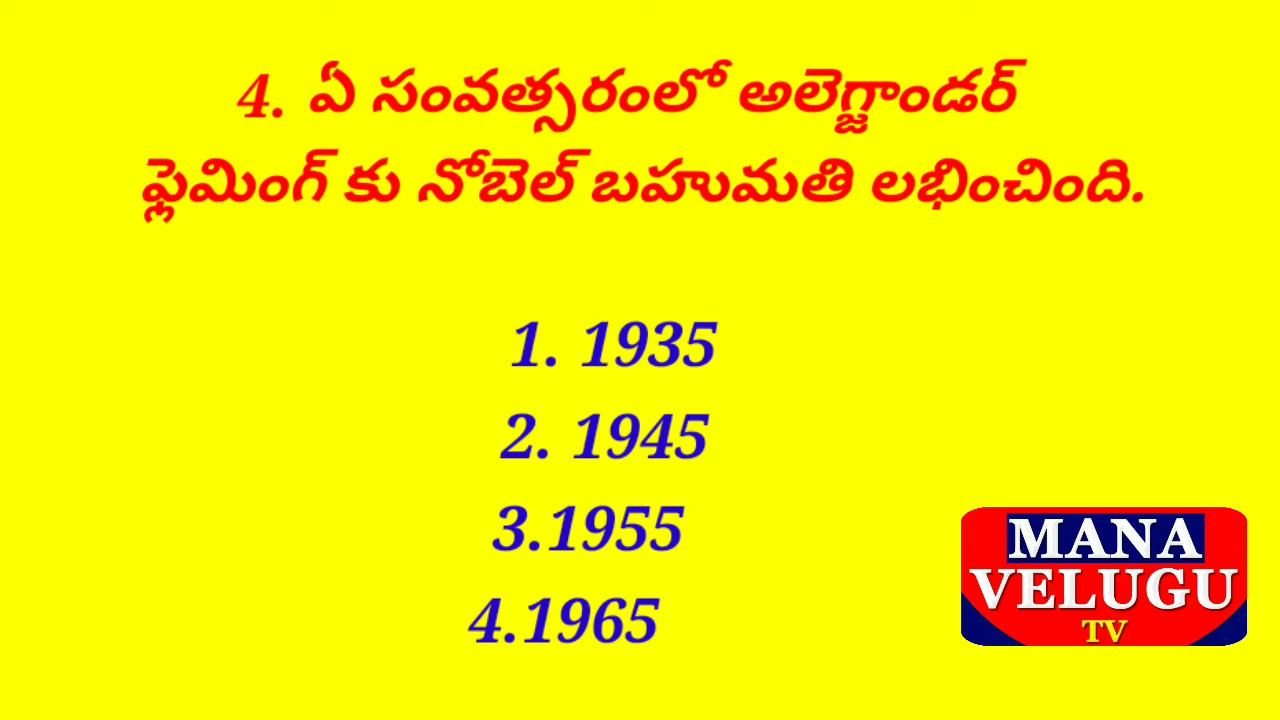 4. ఏ సంవత్సరంలో అలెగ్జాండర్
ఫ్లెమింగ్ కు నోబెల్ బహుమతి లభించింది.
1. 1935
2. 1945
3.1955
4.1965
MANA
VELUGU
TV